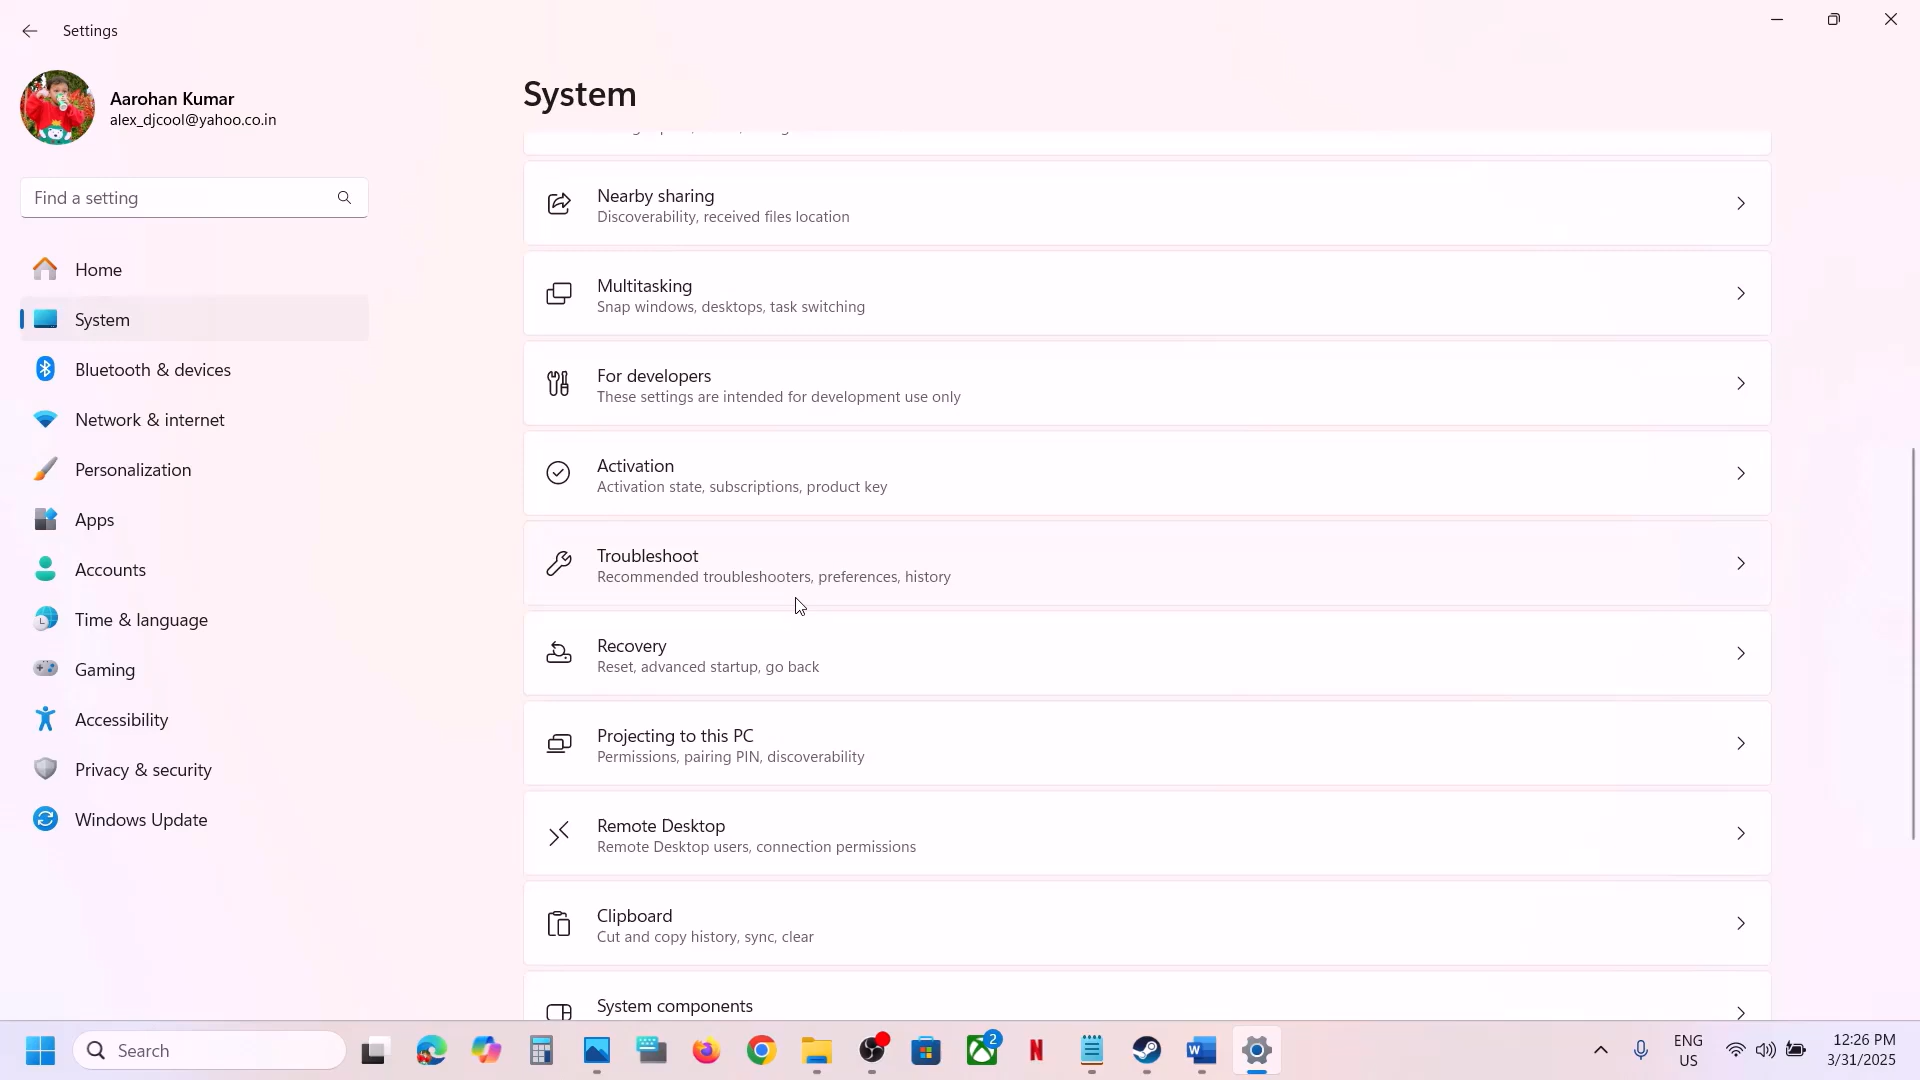 Settings
Aarohan Kumar
alex_djcool@yahoo.co.in
Find a setting
Home
System
Bluetooth & devices
Network & internet
Personalization
Apps
Accounts
Time & language
Gaming
Accessibility
Privacy & security
Windows Update
System
Nearby sharing
Discoverability, received files location
Multitasking
Snap windows, desktops, task switching
For developers
These settings are intended for development use only
Activation
Activation state, subscriptions, product key
Troubleshoot
Recommended troubleshooters, preferences, history
Recovery
Reset, advanced startup, go back
Projecting to this PC
Permissions, pairing PIN, discoverability
Remote Desktop
Remote Desktop users, connection permissions
Clipboard
Cut and copy history, sync, clear
System components
Search
2
ENG
US
12:26 PM
3/31/2025